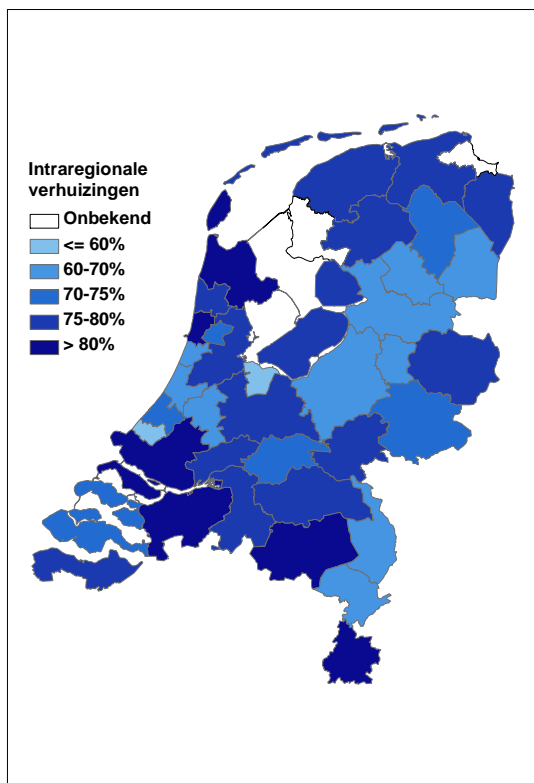 Intraregionale
verhuizingen
Onbekend
<= 60%
60-70%
70-75%
75-80%
> 80%